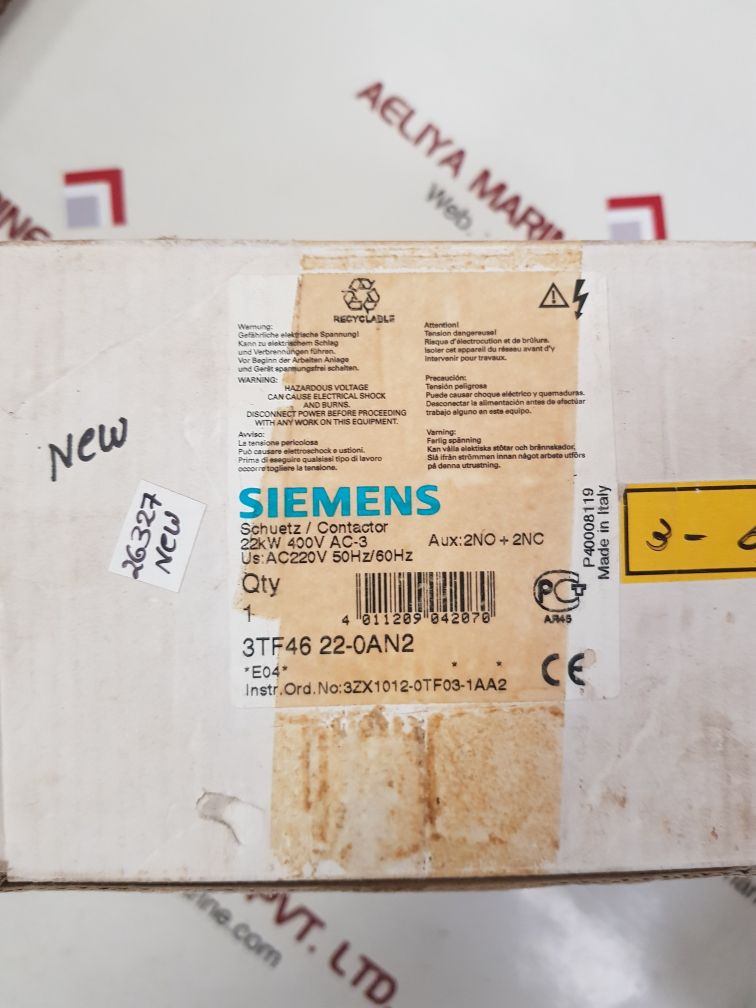 AELIYA MARIN
Web.
INE
RECYCLABLE
Warnung:
Gefährliche elektrische Spannung!
Kann zu elektrischem Schlag
und Verbrennungen führen.
Vor Beginn der Arbeiten Anlage
und Gerät spannungsfrei schalten.
WARNING:
HAZARDOUS VOLTAGE
CAN CAUSE ELECTRICAL SHOCK
AND BURNS.
DISCONNECT POWER BEFORE PROCEEDING
WITH ANY WORK ON THIS EQUIPMENT.
Avviso:
La tensione pericolosa
Può causare elettroschock e ustioni.
Prima di eseguire qualsiasi tipo di lavoro
occorre togliere la tensione.
Attention!
Tension dangereuse!
Risque d'électrocution et de brûlure.
Isoler cet appareil du réseau avant d'y
intervenir pour travaux.
Precaución:
Tensión peligrosa
Puede causar choque eléctrico y quemaduras.
Desconectar la alimentación antes de efectuar
trabajo alguno en este equipo.
Varning:
Farlig spänning
Kan vålla elektiska stötar och brännskador.
Slå ifrån strömmen innan något arbete utförs
på denna utrustning.
NEW
26327
NEW
SIEMENS
Schuetz / Contactor
22kW 400V AC-3 Aux:2NO+2NC
Us:AC220V 50Hz/60Hz
Qty
1
4 011209 042070
PC
AЯ46
P40008119
Made in Italy
3TF46 22-0AN2
*E04* * *
CE
Instr.Ord.No:3ZX1012-0TF03-1AA2
3 -
PVT. LTD.
rine.com